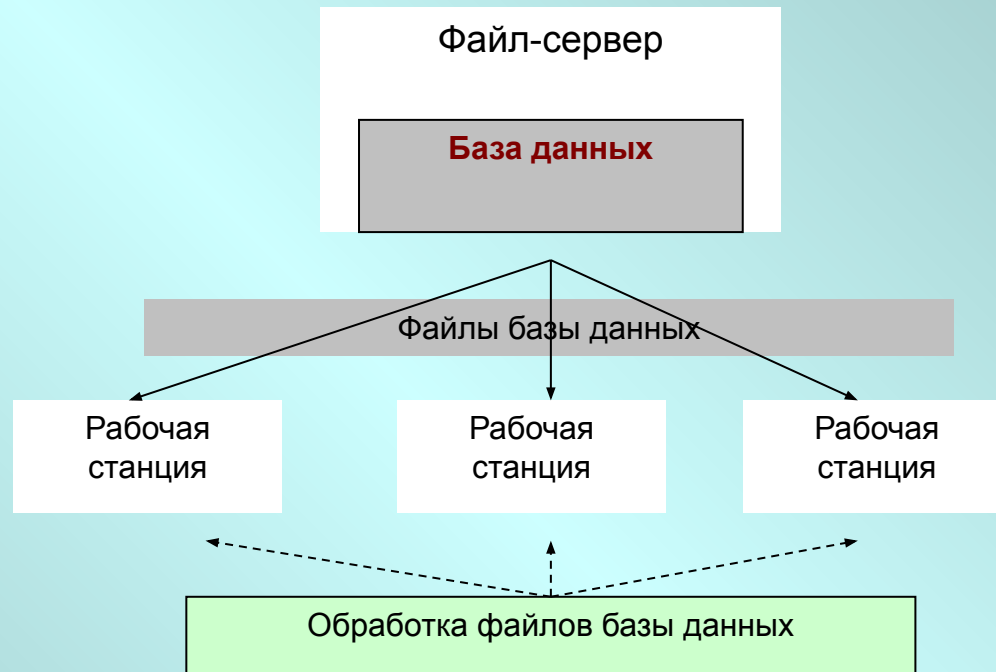 Файл-сервер
База данных
Файлы базы данных
Рабочая
станция
Рабочая
станция
Рабочая
станция
Обработка файлов базы данных